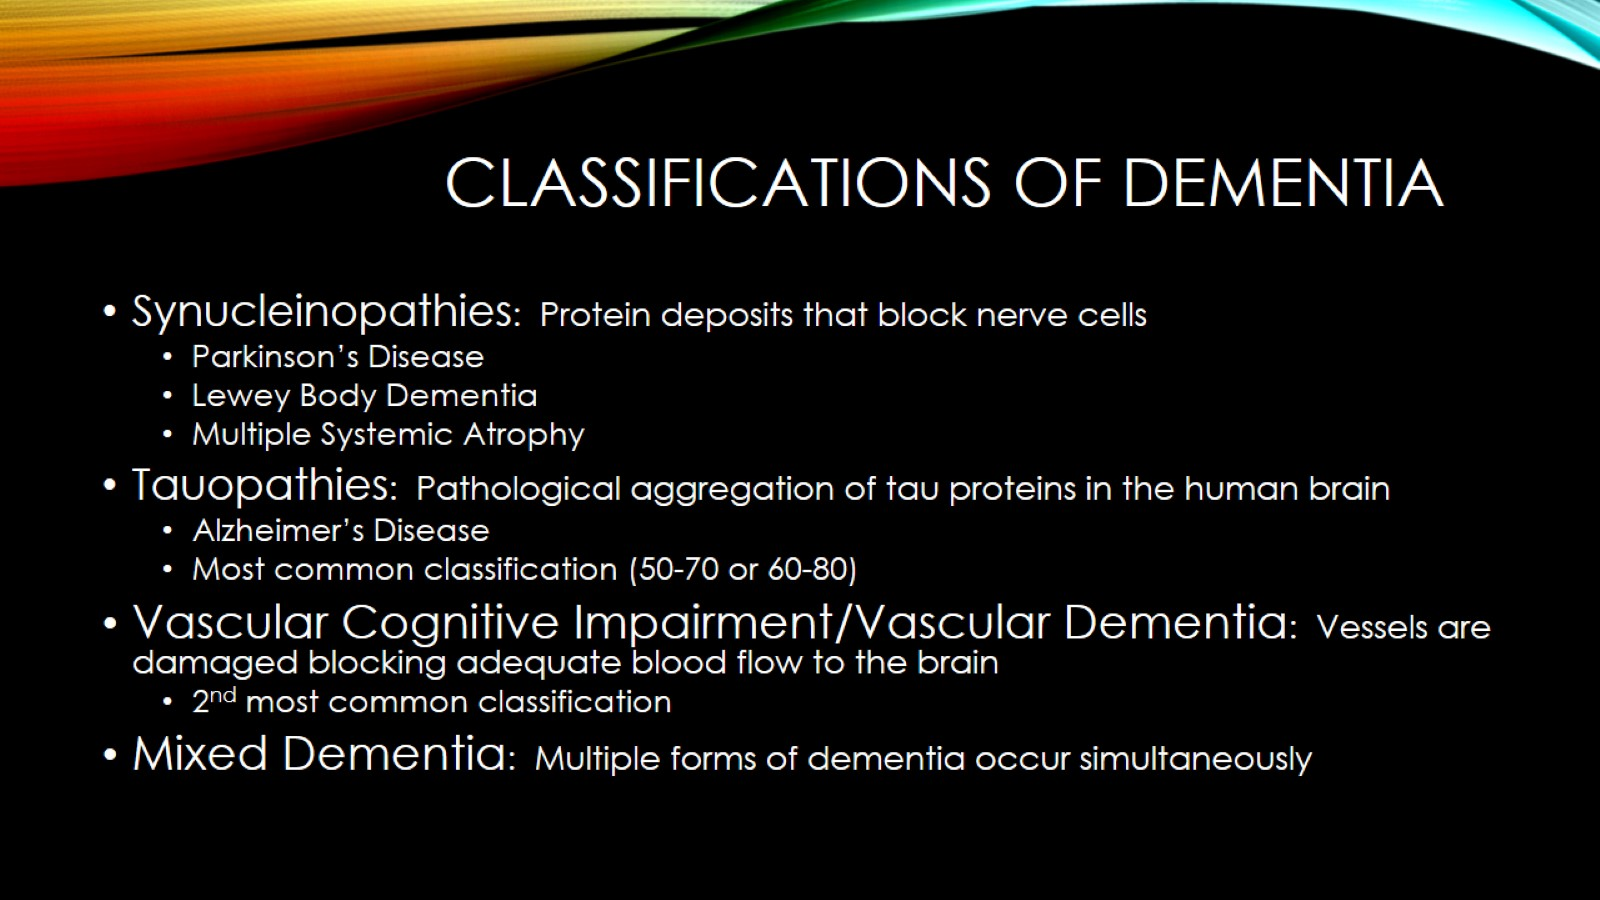 CLASSIFICATIONS OF DEMENTIA
• Synucleinopathies: Protein deposits that block nerve cells
• Parkinson’s Disease
• Lewey Body Dementia
• Multiple Systemic Atrophy
• Tauopathies: Pathological aggregation of tau proteins in the human brain
• Alzheimer’s Disease
• Most common classification (50-70 or 60-80)
• Vascular Cognitive Impairment/Vascular Dementia: Vessels are
damaged blocking adequate blood flow to the brain
• 2nd most common classification
• Mixed Dementia: Multiple forms of dementia occur simultaneously